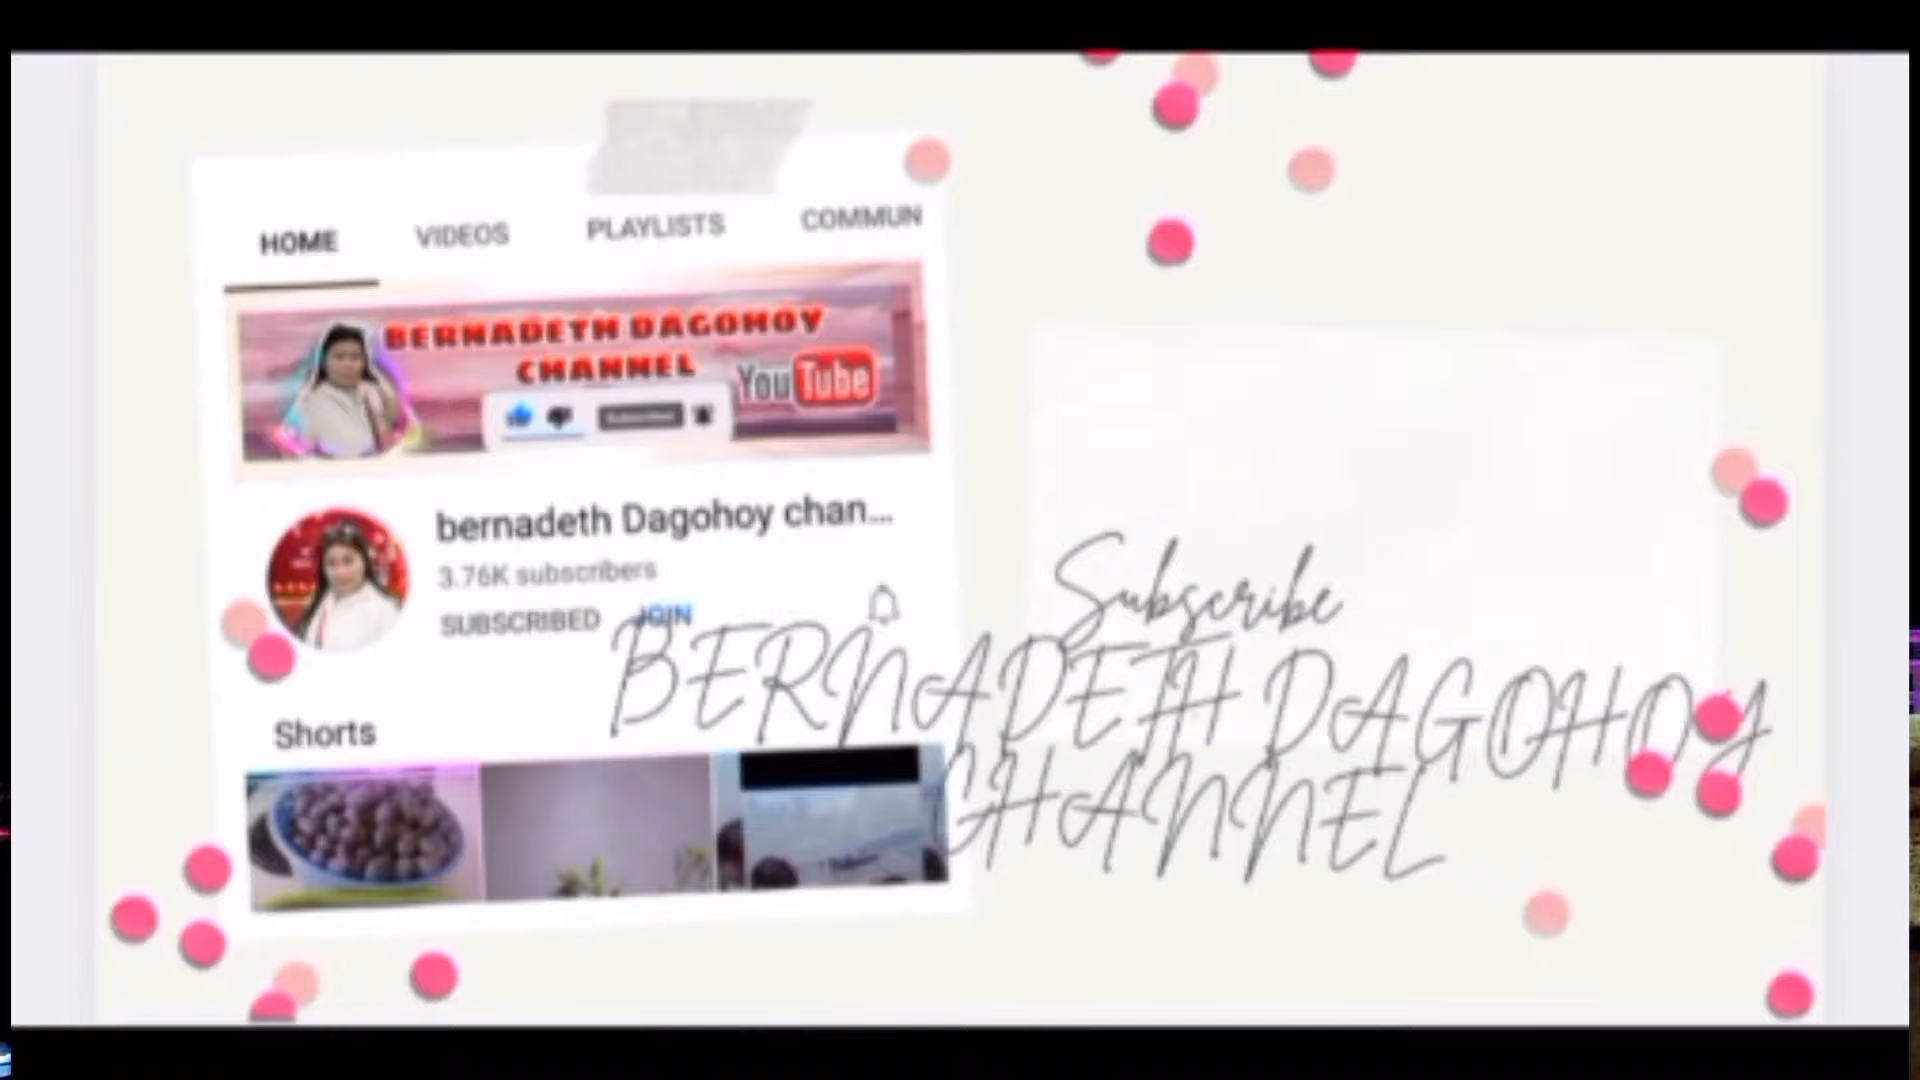 HOME VIDEOS PLAYLISTS COMMUN
BERNADETH DAGOHOY
CHANNEL
YouTube
Subscribed
bernadeth Dagohoy chan...
3.76K subscribers
SUBSCRIBED JOIN
Shorts
Subscribe
BERNADETH DAGOHOY
CHANNEL